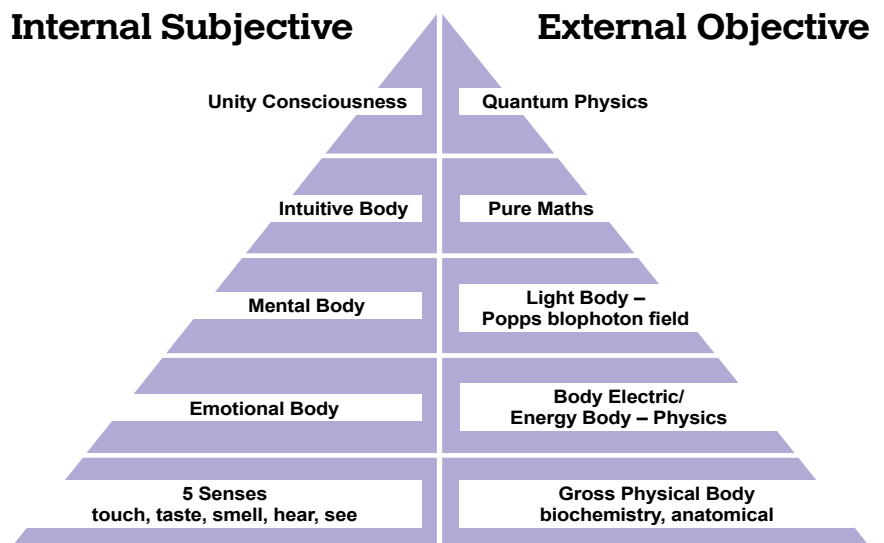 Internal Subjective
External Objective
Unity Consciousness
Quantum Physics
Intuitive Body
Pure Maths
Mental Body
Light Body –
Popps blophoton field
Emotional Body
Body Electric/
Energy Body – Physics
5 Senses
touch, taste, smell, hear, see
Gross Physical Body
biochemistry, anatomical